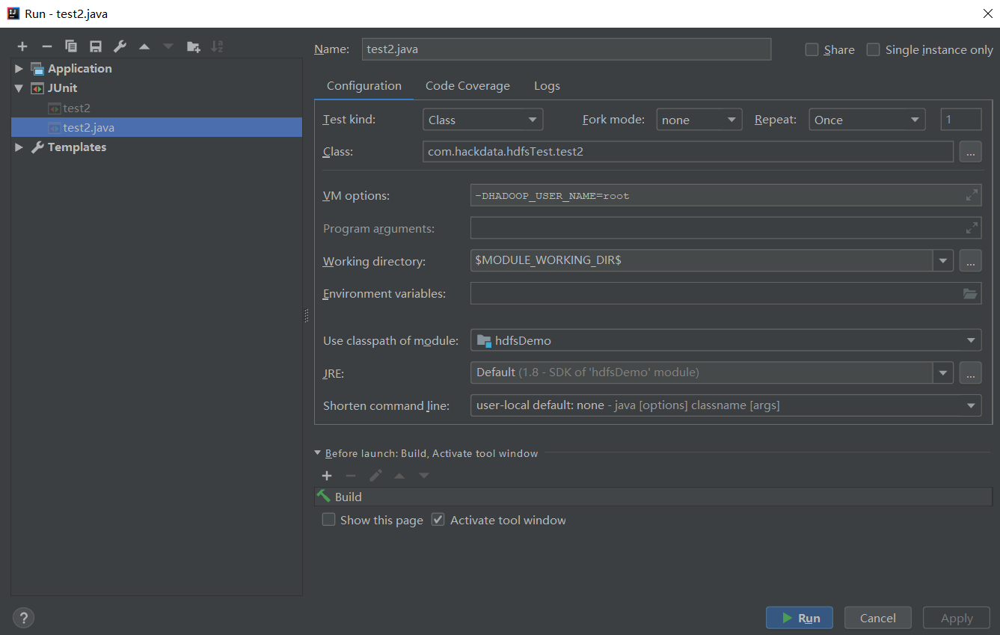 Run - test2.java
Name: test2.java Share Single instance only
Application
JUnit
test2
test2.java
Templates
Configuration Code Coverage Logs
Test kind: Class Fork mode: none Repeat: Once 1
Class: com.hackdata.hdfsTest.test2 ...
VM options: -DHADOOP_USER_NAME=root
Program arguments:
Working directory: $MODULE_WORKING_DIR$ ...
Environment variables:
Use classpath of module: hdfsDemo
JRE: Default (1.8 - SDK of 'hdfsDemo' module) ...
Shorten command line: user-local default: none - java [options] classname [args]
Before launch: Build, Activate tool window
Build
Show this page Activate tool window
? Run Cancel Apply